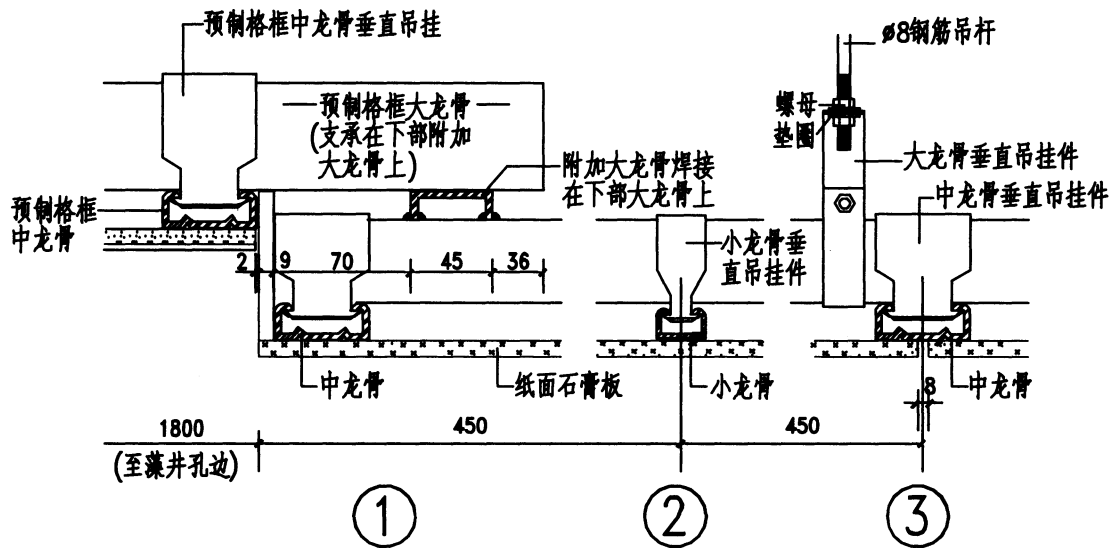 预制格框中龙骨垂直吊挂
ø8钢筋吊杆
预制格框大龙骨
(支承在下部附加
大龙骨上)
螺母
垫圈
附加大龙骨焊接
在下部大龙骨上
大龙骨垂直吊挂件
中龙骨垂直吊挂件
预制格框
中龙骨
小龙骨垂
直吊挂件
2 9 70 45 36
中龙骨
纸面石膏板
小龙骨
8
中龙骨
1800
450
450
(至藻井孔边)
① ② ③